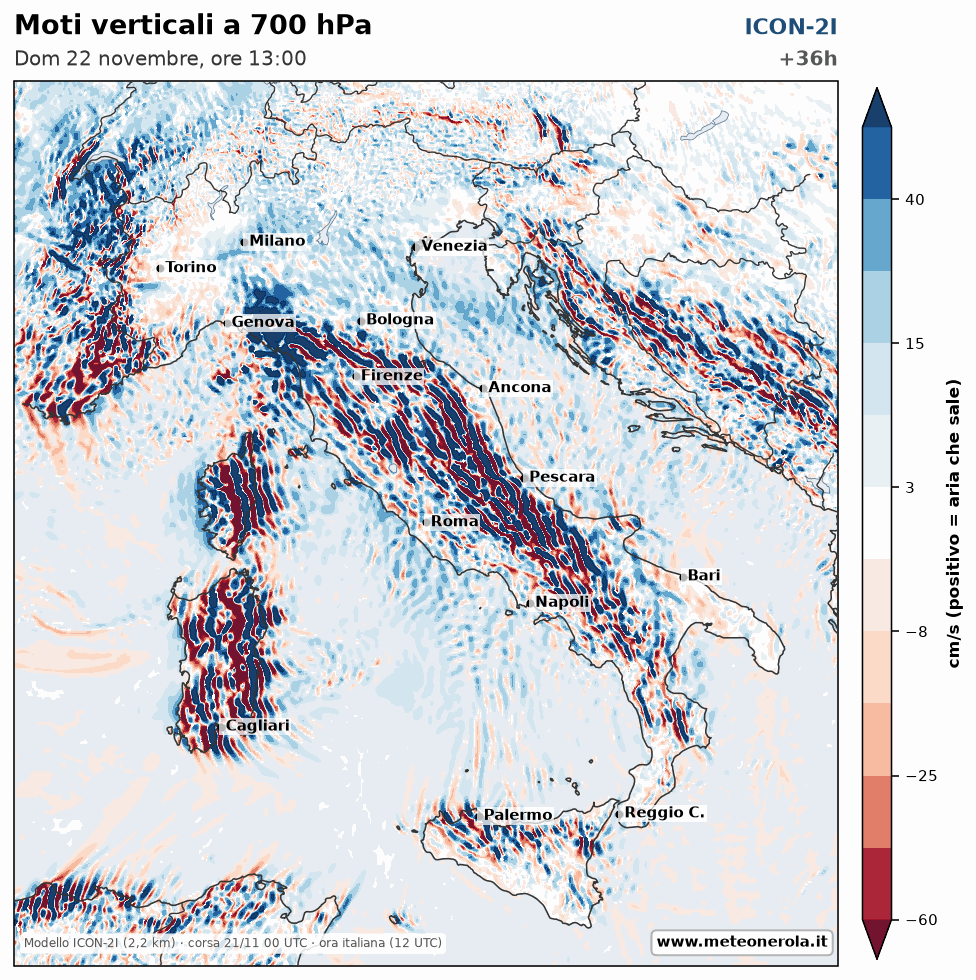 Moti verticali a 700 hPa
ICON-2I
Dom 22 novembre, ore 13:00
+36h
Milano
Venezia
Torino
Genova
Bologna
Firenze
Ancona
Pescara
Roma
Bari
Napoli
Cagliari
Palermo
Reggio C.
40
15
3
−8
−25
−60
cm/s (positivo = aria che sale)
Modello ICON-2I (2,2 km) · corsa 21/11 00 UTC · ora italiana (12 UTC)
www.meteonerola.it